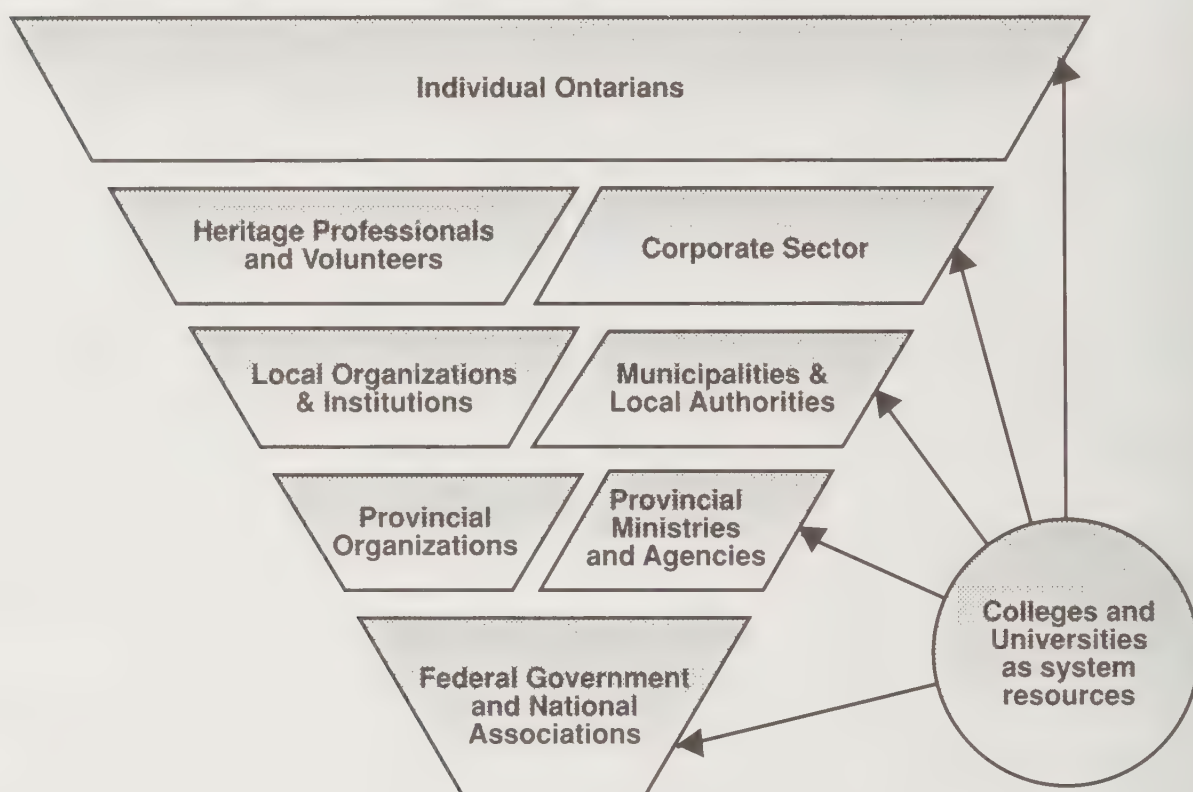 Individual Ontarians
Heritage Professionals
and Volunteers
Corporate Sector
Local Organizations
& Institutions
Municipalities &
Local Authorities
Provincial
Organizations
Provincial
Ministries
and Agencies
Federal Government
and National
Associations
Colleges and
Universities
as system
resources